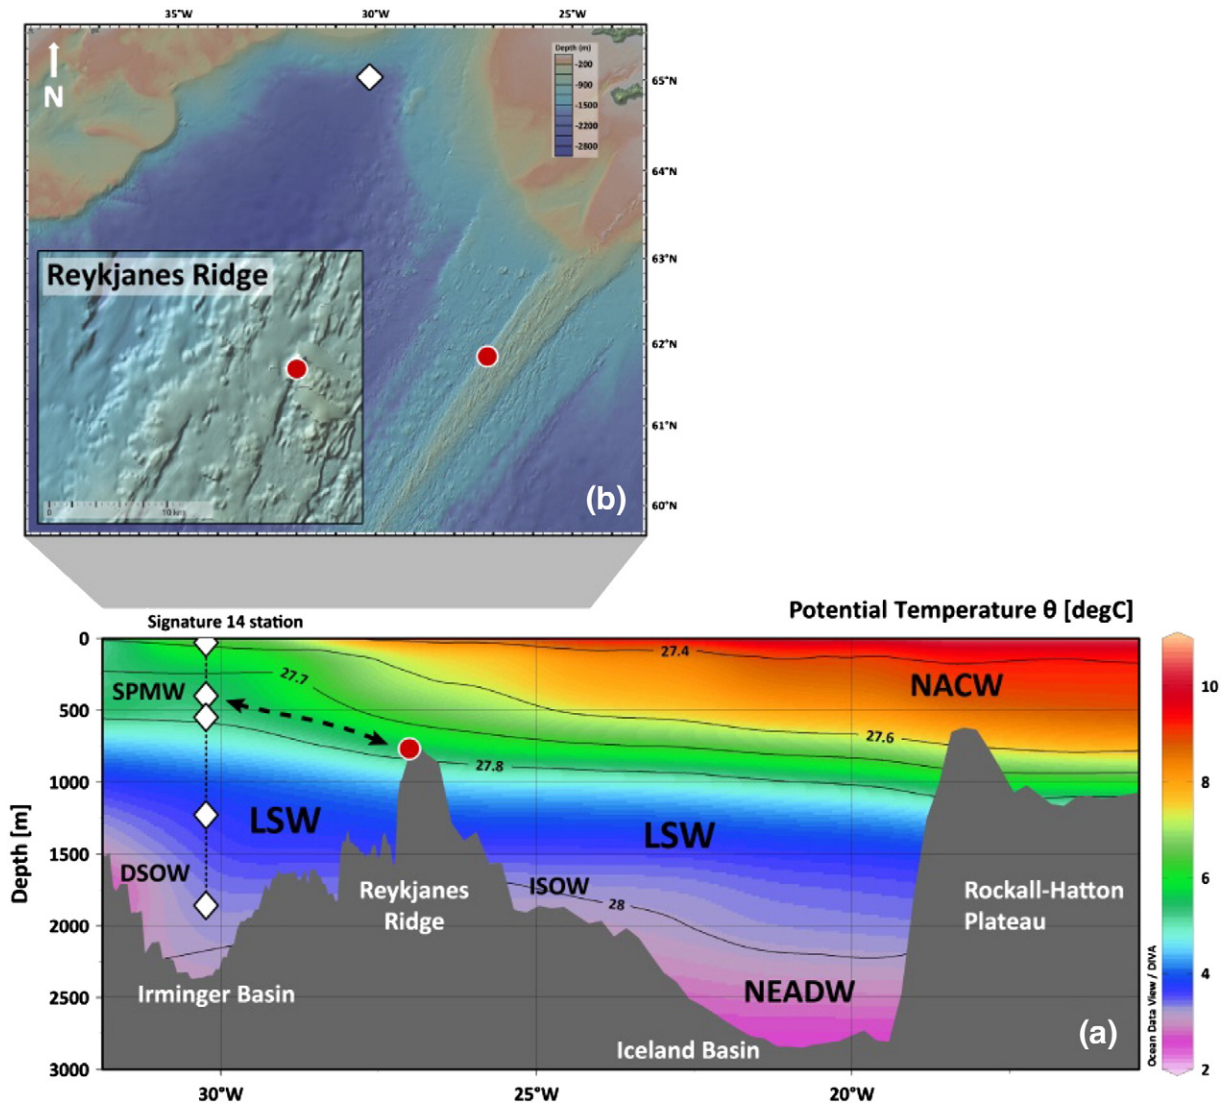 35°W
30°W
25°W
N
Depth (m)
-200
-900
-1500
-2200
-2800
65°N
64°N
63°N
62°N
61°N
60°N
Reykjanes Ridge
0
10 km
(b)
Signature 14 station
Potential Temperature θ [degC]
0
500
1000
1500
2000
2500
3000
Depth [m]
SPMW
27.7
27.4
NACW
27.6
27.8
LSW
LSW
DSOW
ISOW
28
Reykjanes
Ridge
Rockall-Hatton
Plateau
Irminger Basin
NEADW
Iceland Basin
(a)
30°W
25°W
20°W
10
8
6
4
2
Ocean Data View / DIVA